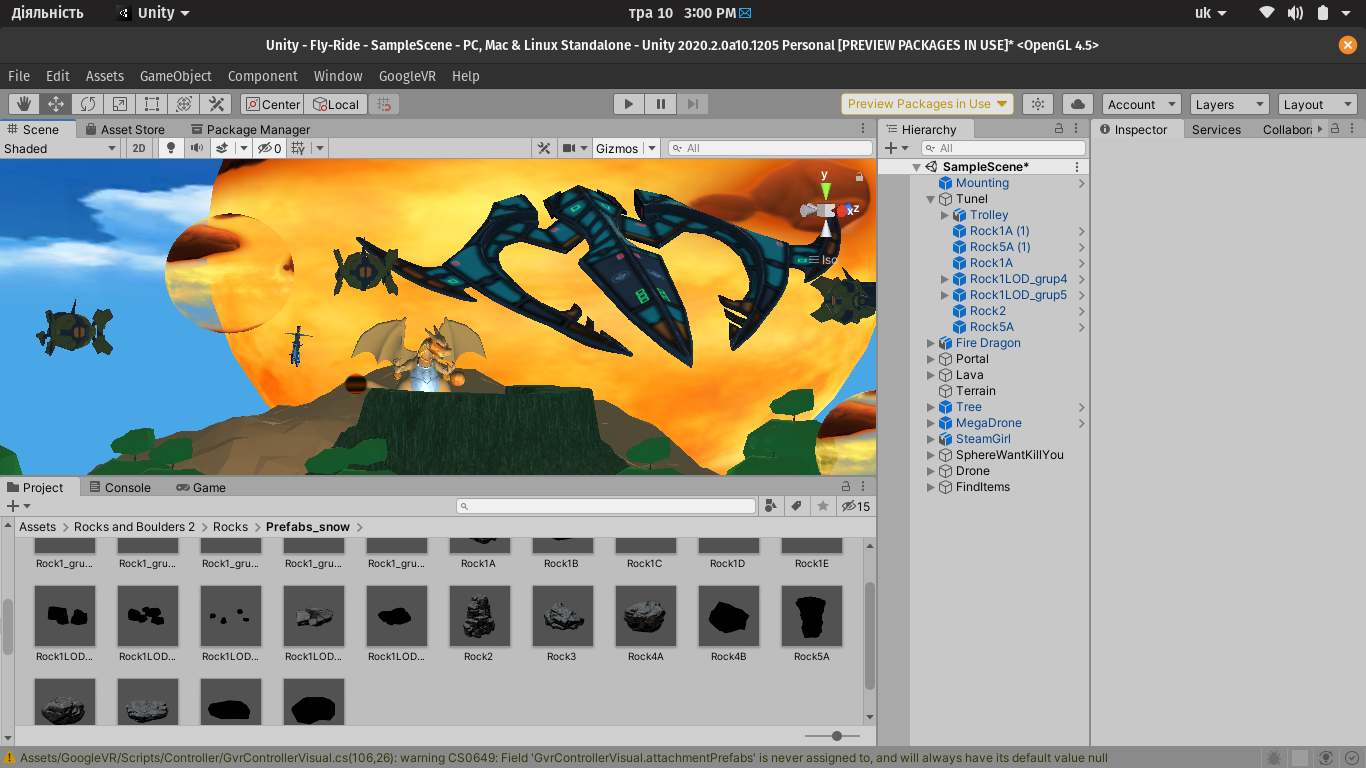 Діяльність Unity тра 10 3:00 PM uk
Unity - Fly-Ride - SampleScene - PC, Mac & Linux Standalone - Unity 2020.2.0a10.1205 Personal [PREVIEW PACKAGES IN USE]* <OpenGL 4.5>
File Edit Assets GameObject Component Window GoogleVR Help
Center Local Preview Packages in Use Account Layers Layout
Scene Asset Store Package Manager
Shaded 2D 0 Gizmos All
y
x z
Iso
Hierarchy
All
SampleScene*
Mounting
Tunel
Trolley
Rock1A (1)
Rock5A (1)
Rock1A
Rock1LOD_grup4
Rock1LOD_grup5
Rock2
Rock5A
Fire Dragon
Portal
Lava
Terrain
Tree
MegaDrone
SteamGirl
SphereWantKillYou
Drone
FindItems
Inspector Services Collabora
Project Console Game
15
Assets > Rocks and Boulders 2 > Rocks > Prefabs_snow >
Rock1_gru... Rock1_gru... Rock1_gru... Rock1_gru... Rock1_gru... Rock1A Rock1B Rock1C Rock1D Rock1E
Rock1LOD... Rock1LOD... Rock1LOD... Rock1LOD... Rock1LOD... Rock2 Rock3 Rock4A Rock4B Rock5A
Assets/GoogleVR/Scripts/Controller/GvrControllerVisual.cs(106,26): warning CS0649: Field 'GvrControllerVisual.attachmentPrefabs' is never assigned to, and will always have its default value null